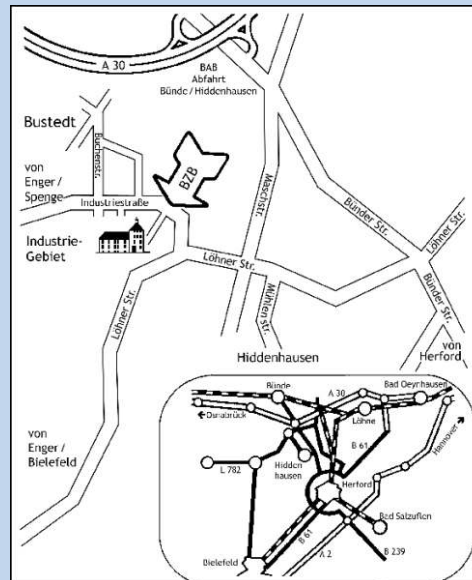 A 30
BAB
Abfahrt
Bünde / Hiddenhausen
Bustedt
Buchenstr.
von
Enger /
Spenge
BZB
Maschstr.
Industriestraße
Bünder Str.
Löhner Str.
Industrie-
Gebiet
Löhner Str.
Bünder Str.
Löhner Str.
Mühlenstr.
von
Herford
Hiddenhausen
von
Enger /
Bielefeld
Bünde
A 30
Bad Oeynhausen
Osnabrück
Löhne
Hannover
B 61
L 782
Hidden
hausen
Herford
Bad Salzuflen
B 61
Bielefeld
A 2
B 239